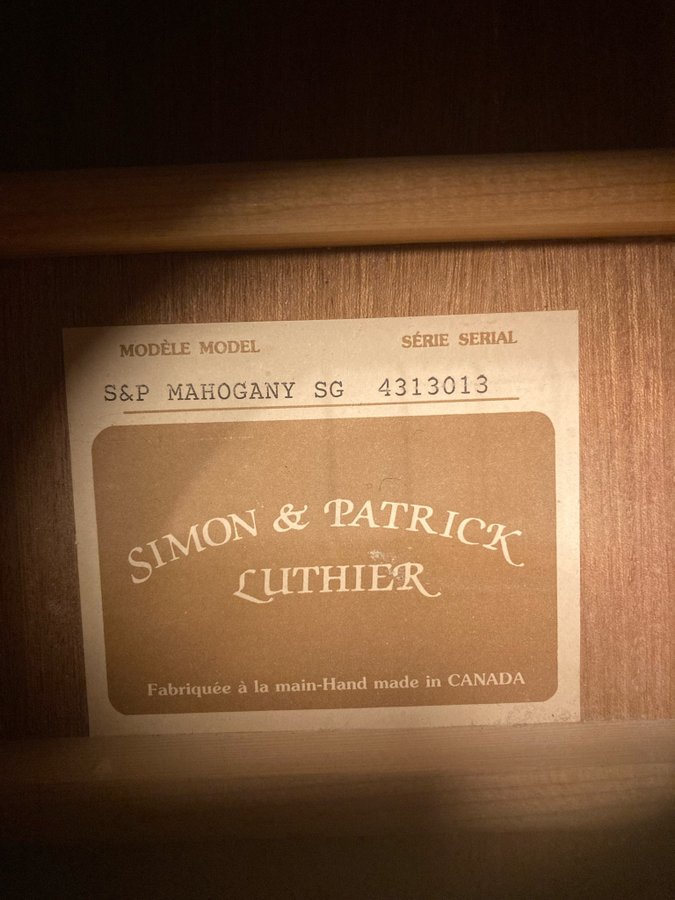 MODÈLE MODEL SÉRIE SERIAL
S&P MAHOGANY SG 4313013
SIMON & PATRICK
LUTHIER
Fabriquée à la main-Hand made in CANADA